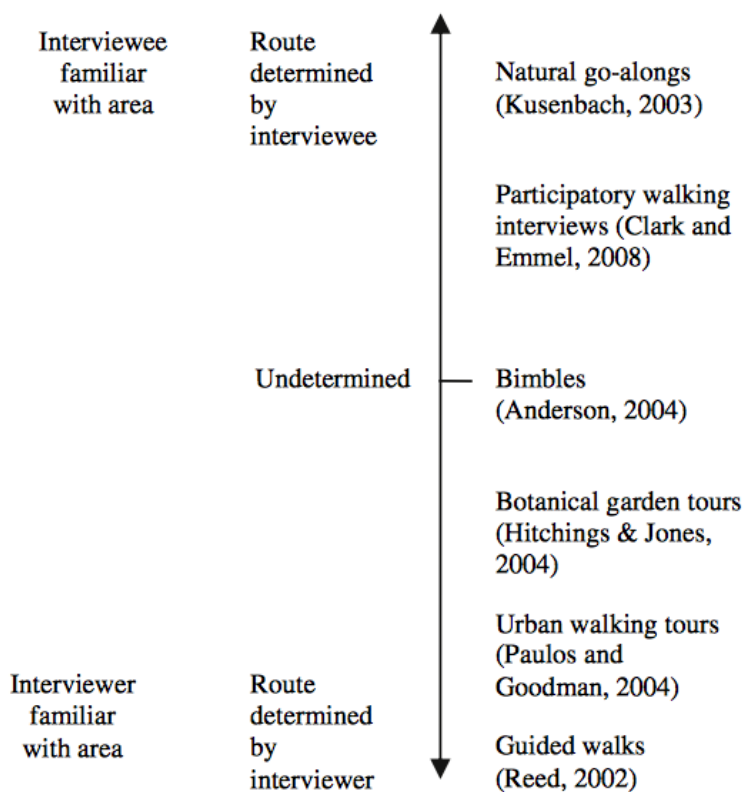 Interviewee
familiar
with area
Route
determined
by
interviewee
Natural go-alongs
(Kusenbach, 2003)
Participatory walking
interviews (Clark and
Emmel, 2008)
Undetermined
Bimbles
(Anderson, 2004)
Botanical garden tours
(Hitchings & Jones,
2004)
Urban walking tours
(Paulos and
Goodman, 2004)
Interviewer
familiar
with area
Route
determined
by
interviewer
Guided walks
(Reed, 2002)